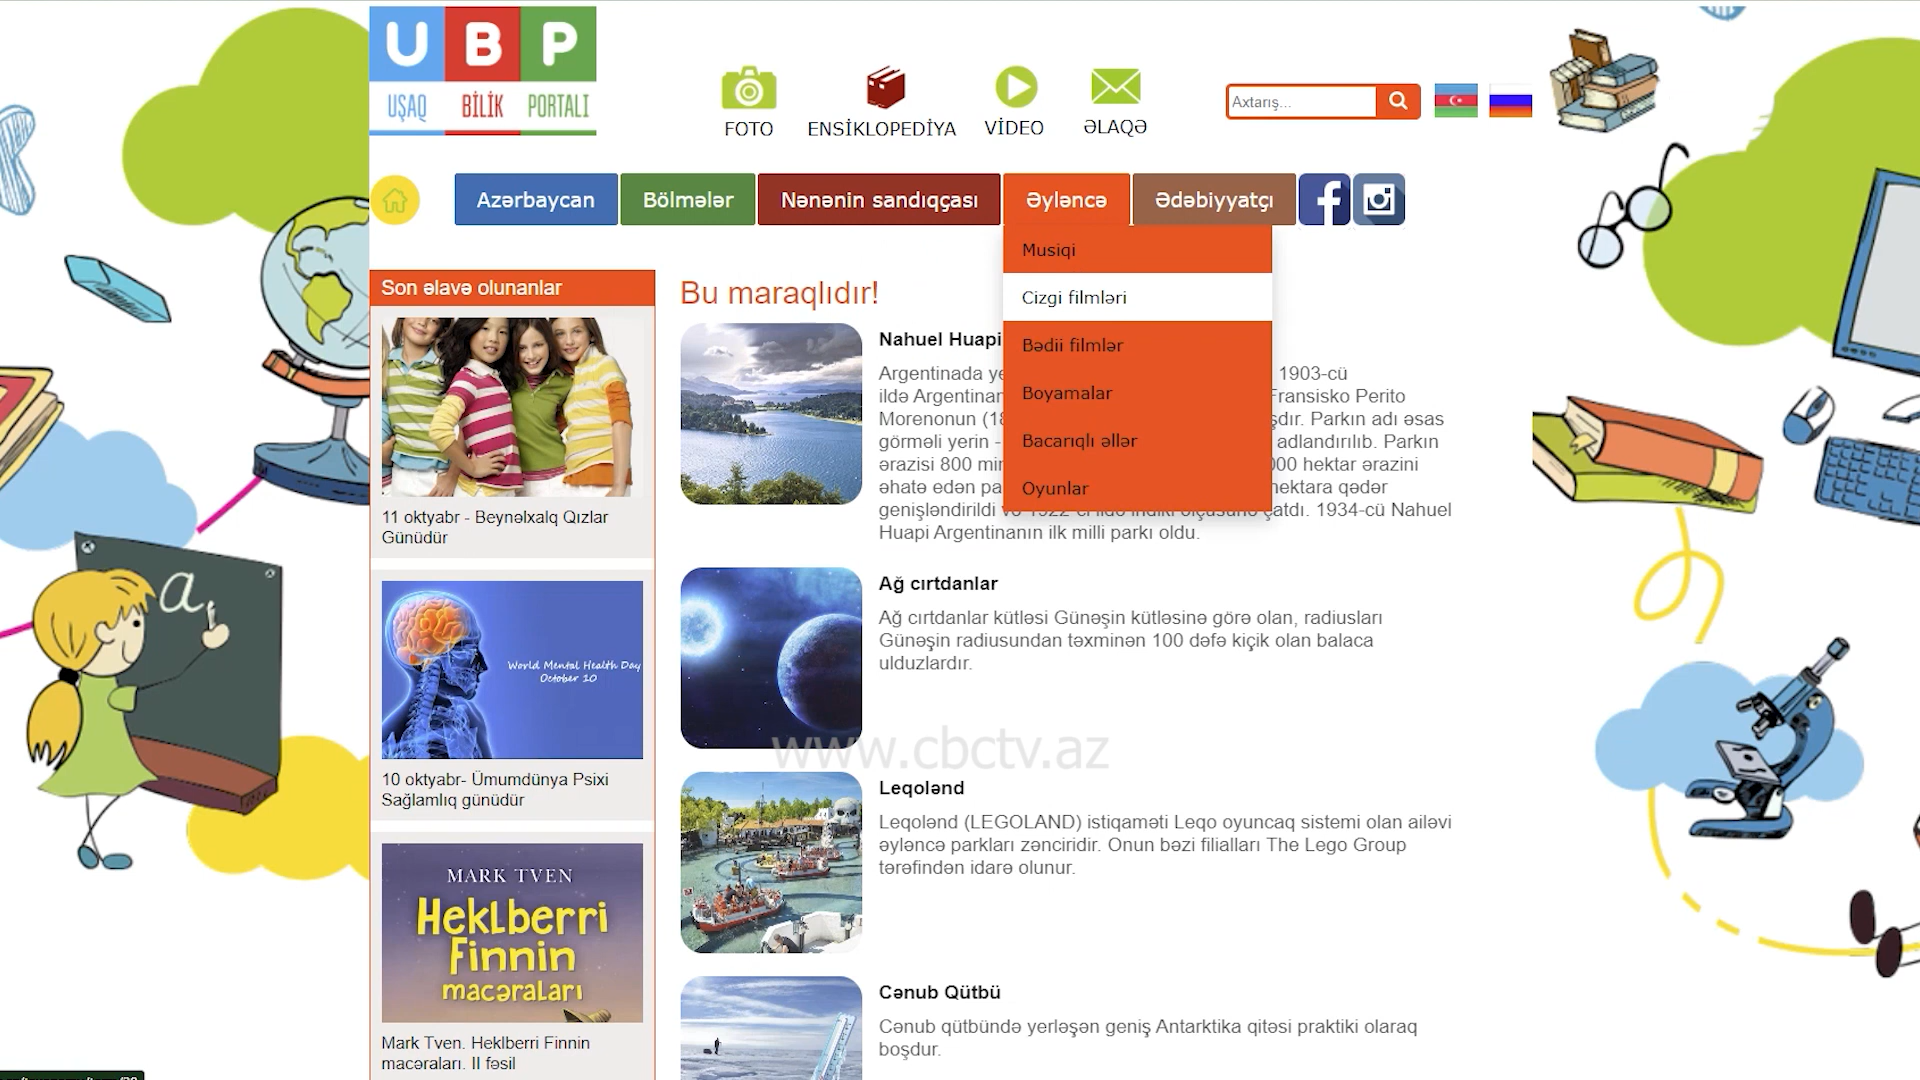 U B P
UŞAQ BİLİK PORTALI
FOTO
ENSİKLOPEDİYA
VİDEO
ƏLAQƏ
Axtarış...
Azərbaycan
Bölmələr
Nənənin sandıqçası
Əyləncə
Ədəbiyyatçı
Musiqi
Cizgi filmləri
Bədii filmlər
Boyamalar
Bacarıqlı əllər
Oyunlar
Son əlavə olunanlar
11 oktyabr - Beynəlxalq Qızlar
Günüdür
World Mental Health Day
October 10
10 oktyabr- Ümumdünya Psixi
Sağlamlıq günüdür
MARK TVEN
Heklberri
Finnin
macəraları
Mark Tven. Heklberri Finnin
macəraları. II fəsil
Bu maraqlıdır!
Nahuel Huapi
Argentinada 1903-cü
ildə Fransisko Perito
Morenonun Parkın adı əsas
görməli yerin - adlandırılıb. Parkın
ərazisi 800 hektar ərazini
əhatə edən hektara qədər
genişləndirildi çatdı. 1934-cü Nahuel
Huapi Argentinanın ilk milli parkı oldu.
Ağ cırtdanlar
Ağ cırtdanlar kütləsi Günəşin kütləsinə görə olan, radiusları
Günəşin radiusundan təxminən 100 dəfə kiçik olan balaca
ulduzlardır.
www.cbctv.az
Leqolənd
Leqolənd (LEGOLAND) istiqaməti Leqo oyuncaq sistemi olan ailəvi
əyləncə parkları zənciridir. Onun bəzi filialları The Lego Group
tərəfindən idarə olunur.
Cənub Qütbü
Cənub qütbündə yerləşən geniş Antarktika qitəsi praktiki olaraq
boşdur.
a